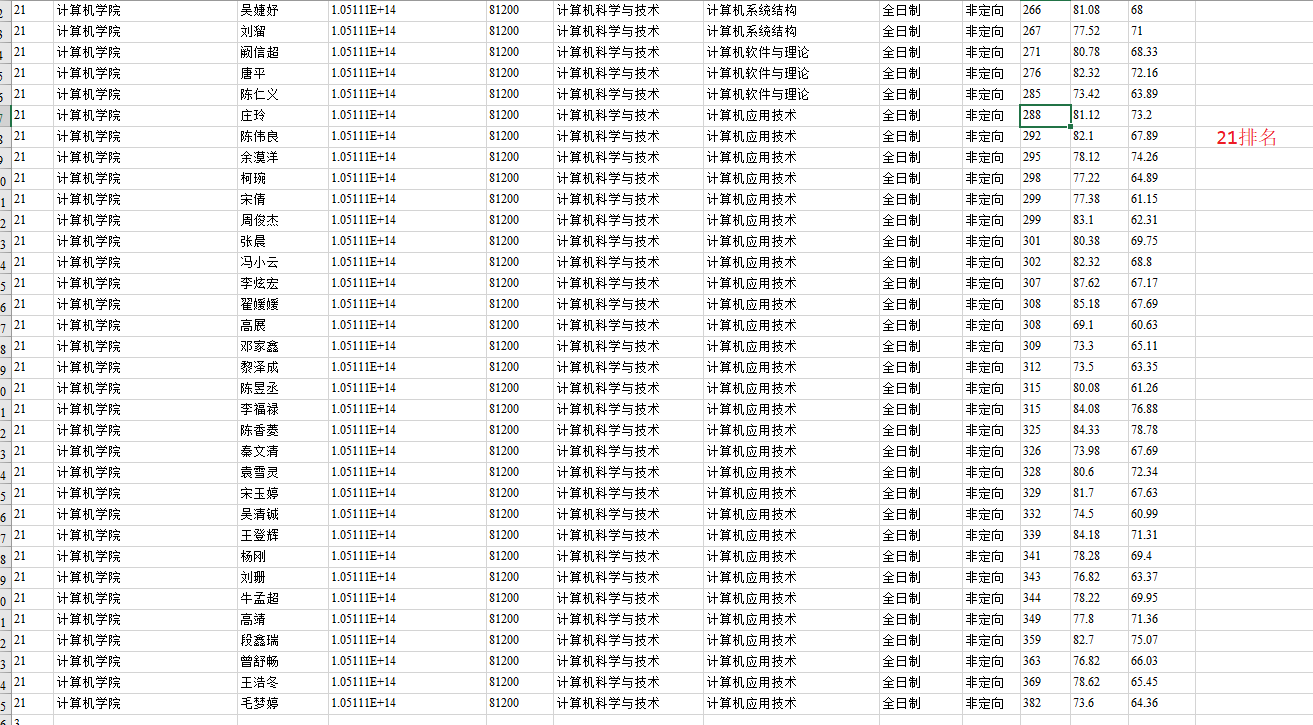 2 21 计算机学院 吴婕妤 1.05111E+14 81200 计算机科学与技术 计算机系统结构 全日制 非定向 266 81.08 68
3 21 计算机学院 刘留 1.05111E+14 81200 计算机科学与技术 计算机系统结构 全日制 非定向 267 77.52 71
4 21 计算机学院 阙信超 1.05111E+14 81200 计算机科学与技术 计算机软件与理论 全日制 非定向 271 80.78 68.33
5 21 计算机学院 唐平 1.05111E+14 81200 计算机科学与技术 计算机软件与理论 全日制 非定向 276 82.32 72.16
6 21 计算机学院 陈仁义 1.05111E+14 81200 计算机科学与技术 计算机软件与理论 全日制 非定向 285 73.42 63.89
7 21 计算机学院 庄玲 1.05111E+14 81200 计算机科学与技术 计算机应用技术 全日制 非定向 288 81.12 73.2
8 21 计算机学院 陈伟良 1.05111E+14 81200 计算机科学与技术 计算机应用技术 全日制 非定向 292 82.1 67.89 21排名
9 21 计算机学院 余漠洋 1.05111E+14 81200 计算机科学与技术 计算机应用技术 全日制 非定向 295 78.12 74.26
0 21 计算机学院 柯琬 1.05111E+14 81200 计算机科学与技术 计算机应用技术 全日制 非定向 298 77.22 64.89
1 21 计算机学院 宋倩 1.05111E+14 81200 计算机科学与技术 计算机应用技术 全日制 非定向 299 77.38 61.15
2 21 计算机学院 周俊杰 1.05111E+14 81200 计算机科学与技术 计算机应用技术 全日制 非定向 299 83.1 62.31
3 21 计算机学院 张晨 1.05111E+14 81200 计算机科学与技术 计算机应用技术 全日制 非定向 301 80.38 69.75
4 21 计算机学院 冯小云 1.05111E+14 81200 计算机科学与技术 计算机应用技术 全日制 非定向 302 82.32 68.8
5 21 计算机学院 李炫宏 1.05111E+14 81200 计算机科学与技术 计算机应用技术 全日制 非定向 307 87.62 67.17
6 21 计算机学院 翟媛媛 1.05111E+14 81200 计算机科学与技术 计算机应用技术 全日制 非定向 308 85.18 67.69
7 21 计算机学院 高展 1.05111E+14 81200 计算机科学与技术 计算机应用技术 全日制 非定向 308 69.1 60.63
8 21 计算机学院 邓家鑫 1.05111E+14 81200 计算机科学与技术 计算机应用技术 全日制 非定向 309 73.3 65.11
9 21 计算机学院 黎泽成 1.05111E+14 81200 计算机科学与技术 计算机应用技术 全日制 非定向 312 73.5 63.35
0 21 计算机学院 陈昱丞 1.05111E+14 81200 计算机科学与技术 计算机应用技术 全日制 非定向 315 80.08 61.26
1 21 计算机学院 李福禄 1.05111E+14 81200 计算机科学与技术 计算机应用技术 全日制 非定向 315 84.08 76.88
2 21 计算机学院 陈香菱 1.05111E+14 81200 计算机科学与技术 计算机应用技术 全日制 非定向 325 84.33 78.78
3 21 计算机学院 秦文清 1.05111E+14 81200 计算机科学与技术 计算机应用技术 全日制 非定向 326 73.98 67.69
4 21 计算机学院 袁雪灵 1.05111E+14 81200 计算机科学与技术 计算机应用技术 全日制 非定向 328 80.6 72.34
5 21 计算机学院 宋玉婷 1.05111E+14 81200 计算机科学与技术 计算机应用技术 全日制 非定向 329 81.7 67.63
6 21 计算机学院 吴清铖 1.05111E+14 81200 计算机科学与技术 计算机应用技术 全日制 非定向 332 74.5 60.99
7 21 计算机学院 王登辉 1.05111E+14 81200 计算机科学与技术 计算机应用技术 全日制 非定向 339 84.18 71.31
8 21 计算机学院 杨刚 1.05111E+14 81200 计算机科学与技术 计算机应用技术 全日制 非定向 341 78.28 69.4
9 21 计算机学院 刘珊 1.05111E+14 81200 计算机科学与技术 计算机应用技术 全日制 非定向 343 76.82 63.37
0 21 计算机学院 牛孟超 1.05111E+14 81200 计算机科学与技术 计算机应用技术 全日制 非定向 344 78.22 69.95
1 21 计算机学院 高靖 1.05111E+14 81200 计算机科学与技术 计算机应用技术 全日制 非定向 349 77.8 71.36
2 21 计算机学院 段鑫瑞 1.05111E+14 81200 计算机科学与技术 计算机应用技术 全日制 非定向 359 82.7 75.07
3 21 计算机学院 曾舒畅 1.05111E+14 81200 计算机科学与技术 计算机应用技术 全日制 非定向 363 76.82 66.03
4 21 计算机学院 王洁冬 1.05111E+14 81200 计算机科学与技术 计算机应用技术 全日制 非定向 369 78.62 65.45
5 21 计算机学院 毛梦婷 1.05111E+14 81200 计算机科学与技术 计算机应用技术 全日制 非定向 382 73.6 64.36